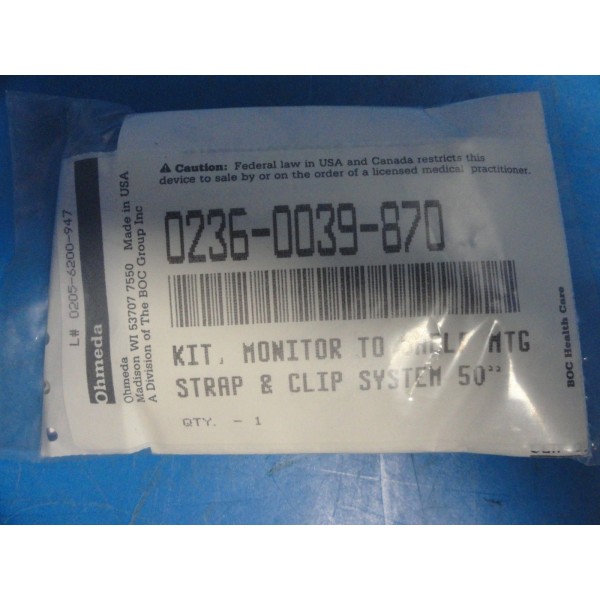 ⚠ Caution: Federal law in USA and Canada restricts this
device to sale by or on the order of a licensed medical practitioner.
0236-0039-870
KIT, MONITOR TO SHELF MTG
STRAP & CLIP SYSTEM 50"
QTY. - 1
L# 0205-6200-947
Ohmeda
Ohmeda
Madison WI 53707 7550 Made in USA
A Division of The BOC Group Inc
BOC Health Care